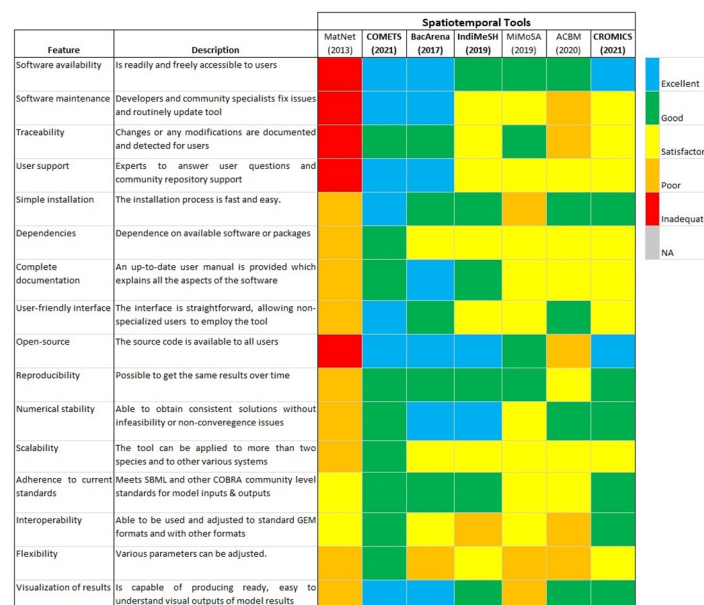 Spatiotemporal Tools
Feature Description MatNet COMETS BacArena IndiMeSH MiMoSA ACBM CROMICS
(2013) (2021) (2017) (2019) (2019) (2020) (2021)
Software availability Is readily and freely accessible to users
Software maintenance Developers and community specialists fix issues
and routinely update tool
Traceability Changes or any modifications are documented
and detected for users
User support Experts to answer user questions and
community repository support
Simple installation The installation process is fast and easy.
Dependencies Dependence on available software or packages
Complete An up-to-date user manual is provided which
documentation explains all the aspects of the software
User-friendly interface The interface is straightforward, allowing non-
specialized users to employ the tool
Open-source The source code is available to all users
Reproducibility Possible to get the same results over time
Numerical stability Able to obtain consistent solutions without
infeasibility or non-converegence issues
Scalability The tool can be applied to more than two
species and to other various systems
Adherence to current Meets SBML and other COBRA community level
standards standards for model inputs & outputs
Interoperability Able to be used and adjusted to standard GEM
formats and with other formats
Flexibility Various parameters can be adjusted.
Visualization of results Is capable of producing ready, easy to
understand visual outputs of model results
Excellent
Good
Satisfactor
Poor
Inadequat
NA